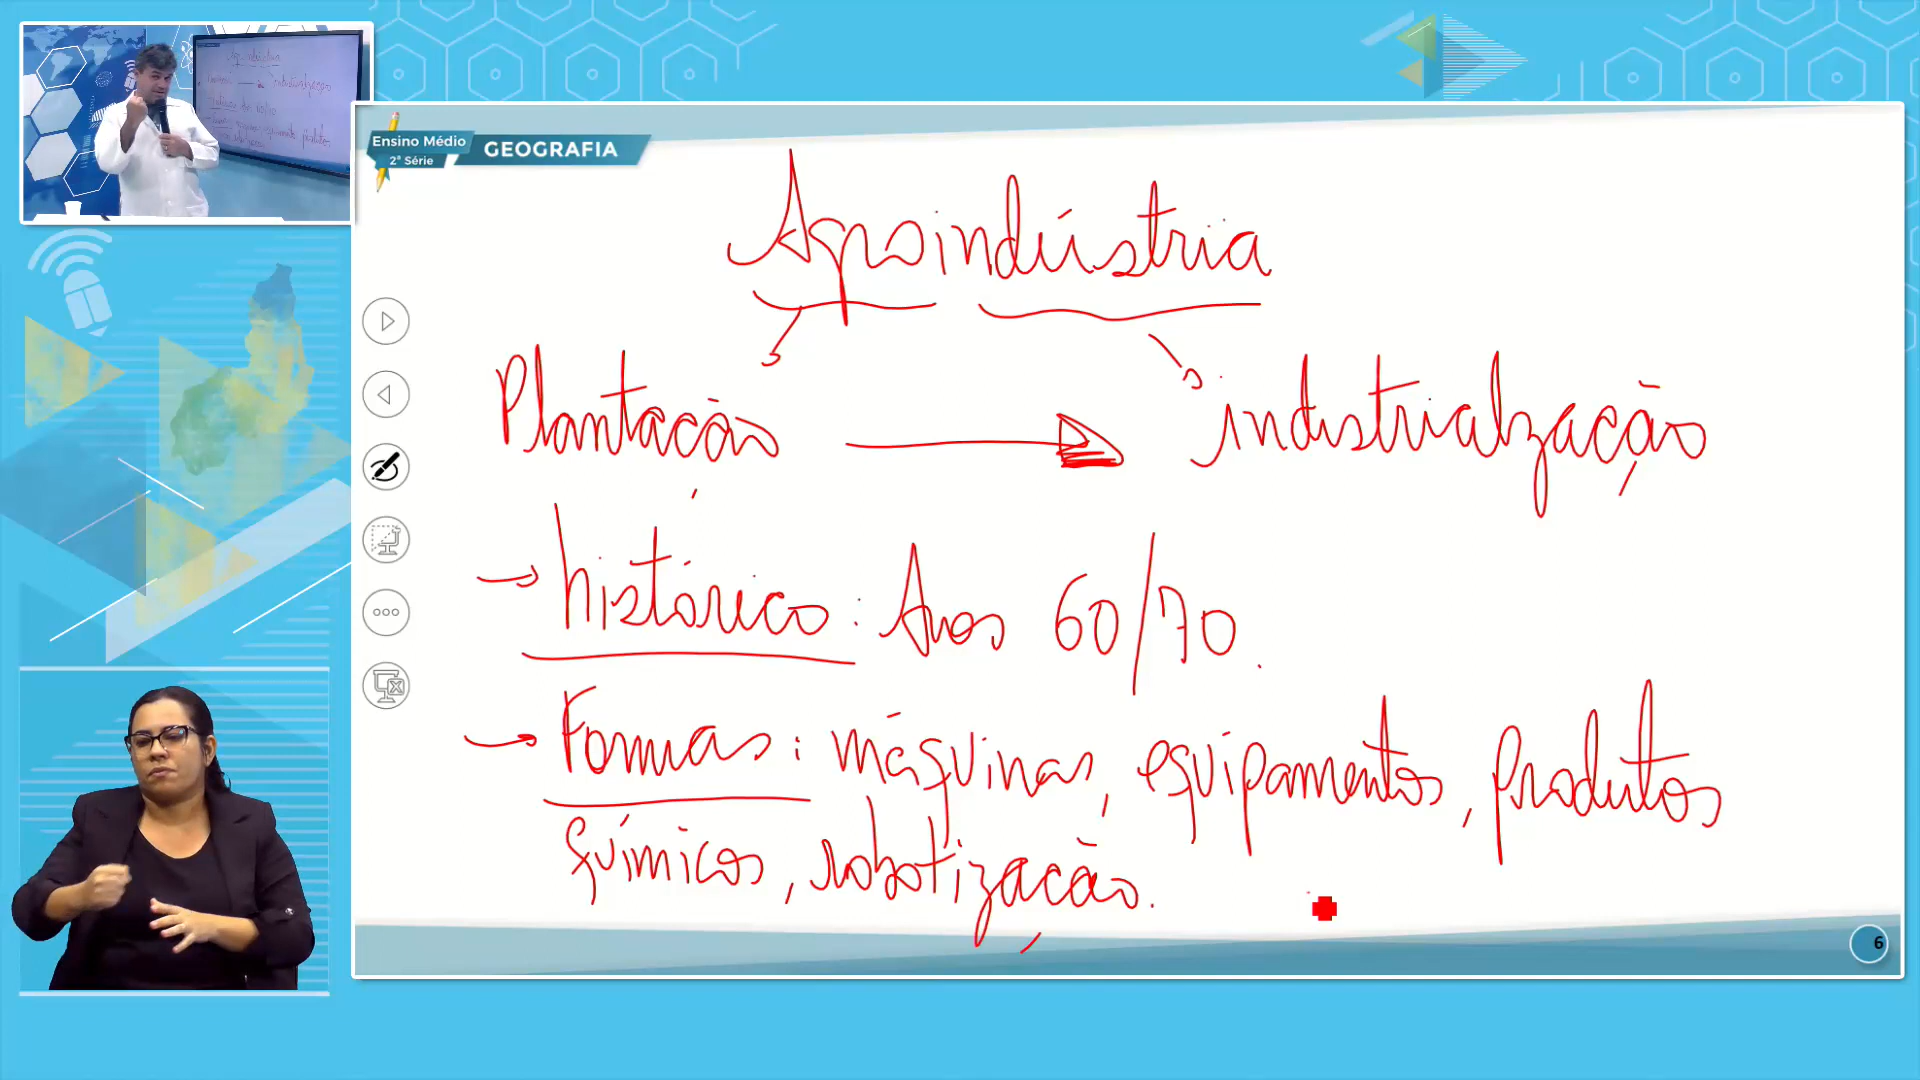 Ensino Médio
2ª Série
GEOGRAFIA
Agroindústria
Plantação → industrialização
→ histórico: Anos 60/70.
→ Formas: máquinas, equipamentos, produtos
químicos, robotização.
6